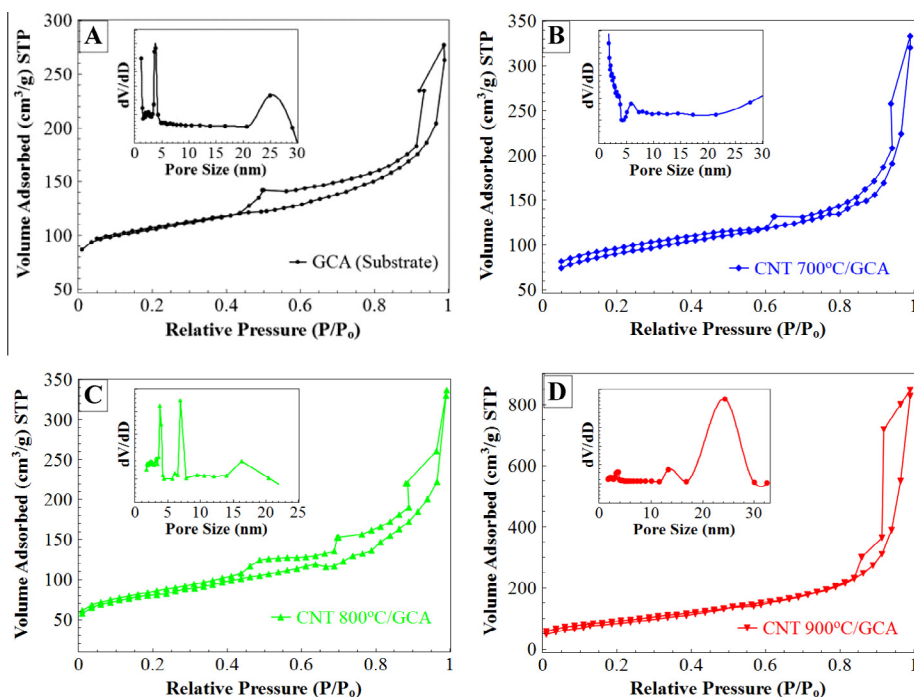 A
Volume Adsorbed (cm³/g) STP
300
250
200
150
100
50
dV/dD
0 5 10 15 20 25 30
Pore Size (nm)
GCA (Substrate)
0 0.2 0.4 0.6 0.8 1
Relative Pressure (P/Pₒ)
B
Volume Adsorbed (cm³/g) STP
350
300
250
200
150
100
50
dV/dD
0 5 10 15 20 25 30
Pore Size (nm)
CNT 700ºC/GCA
0 0.2 0.4 0.6 0.8 1
Relative Pressure (P/Pₒ)
C
Volume Adsorbed (cm³/g) STP
350
300
250
200
150
100
50
dV/dD
0 5 10 15 20 25
Pore Size (nm)
CNT 800ºC/GCA
0 0.2 0.4 0.6 0.8 1
Relative Pressure (P/Pₒ)
D
Volume Adsorbed (cm³/g) STP
800
600
400
200
0
dV/dD
0 10 20 30
Pore Size (nm)
CNT 900ºC/GCA
0 0.2 0.4 0.6 0.8 1
Relative Pressure (P/Pₒ)